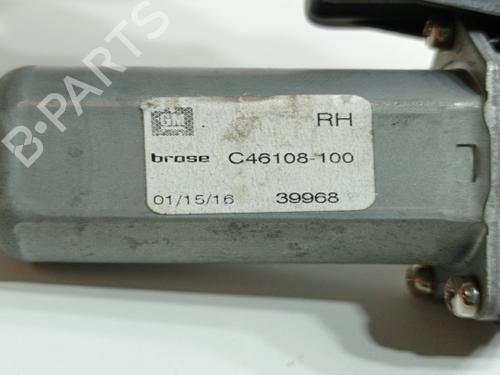 GM RH
brose C46108-100
01/15/16 39968
B-PARTS